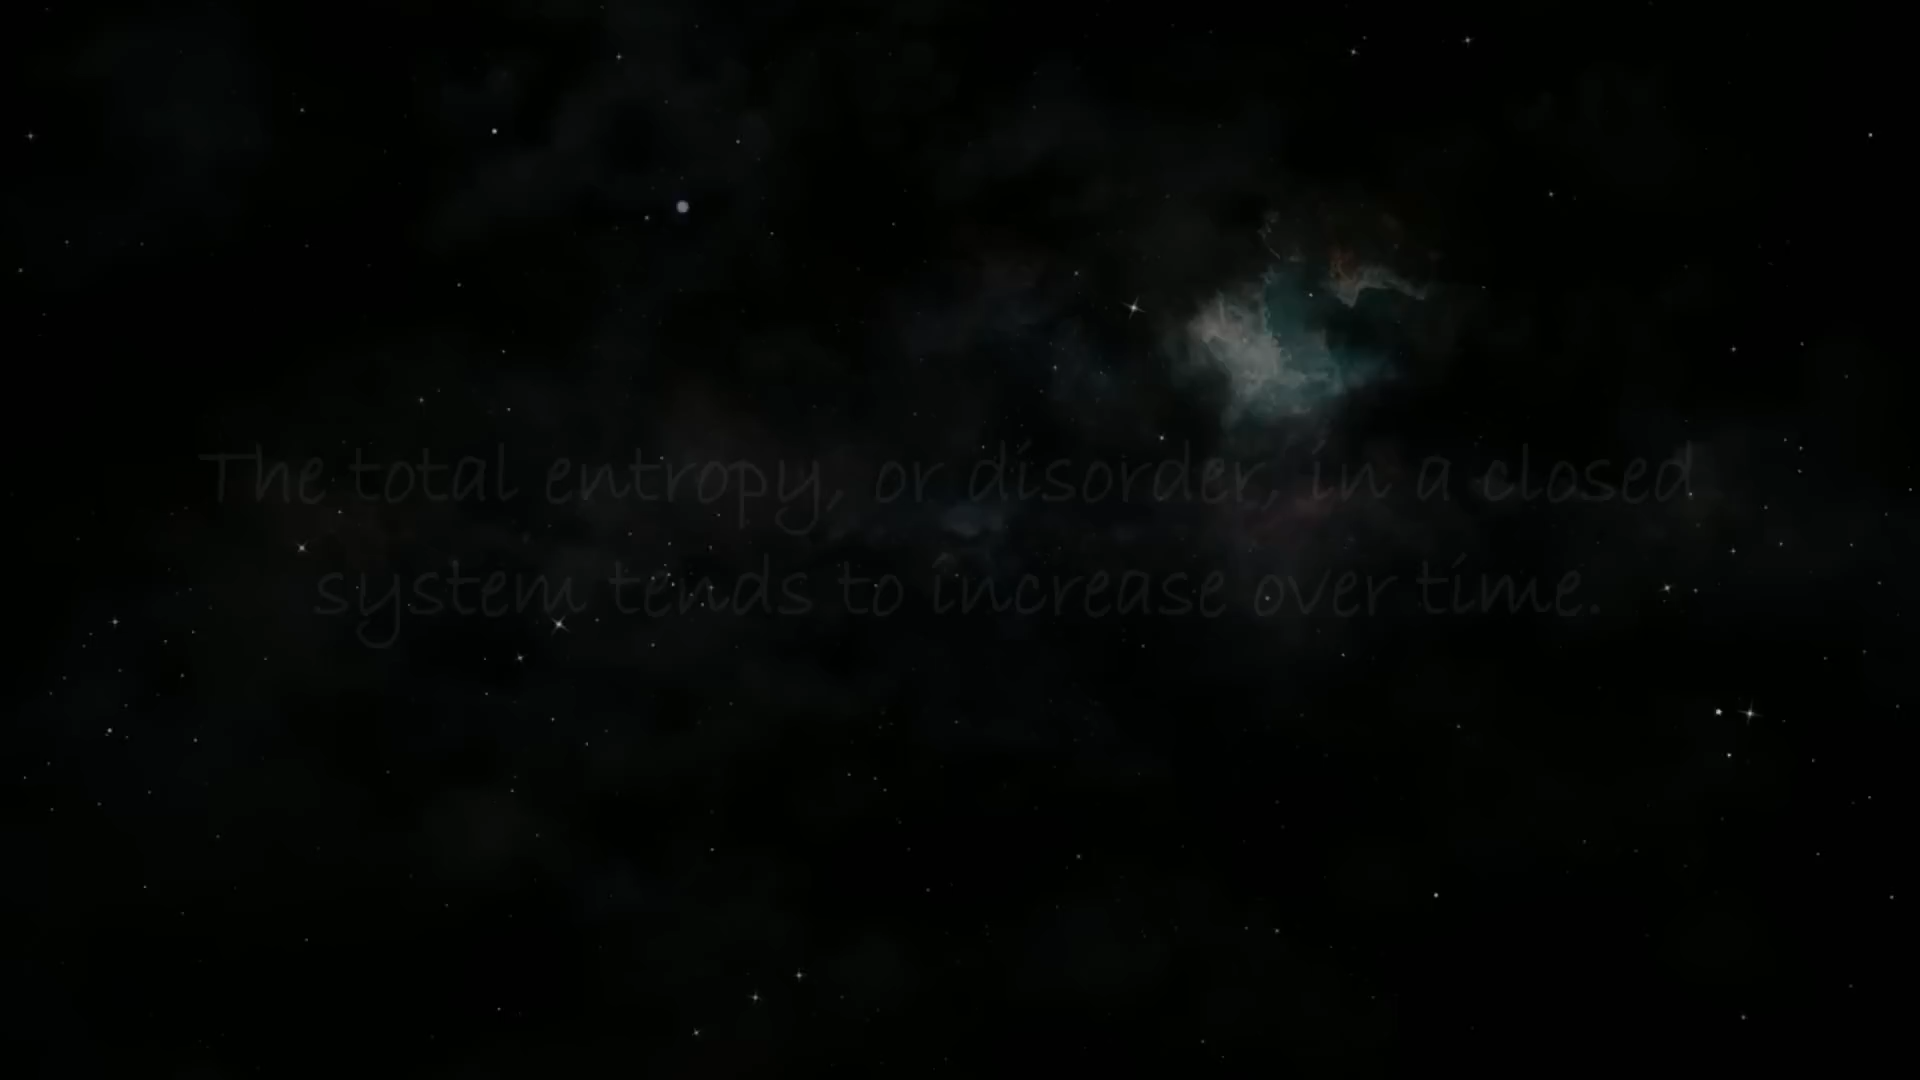 The total entropy, or disorder, in a closed
system tends to increase over time.